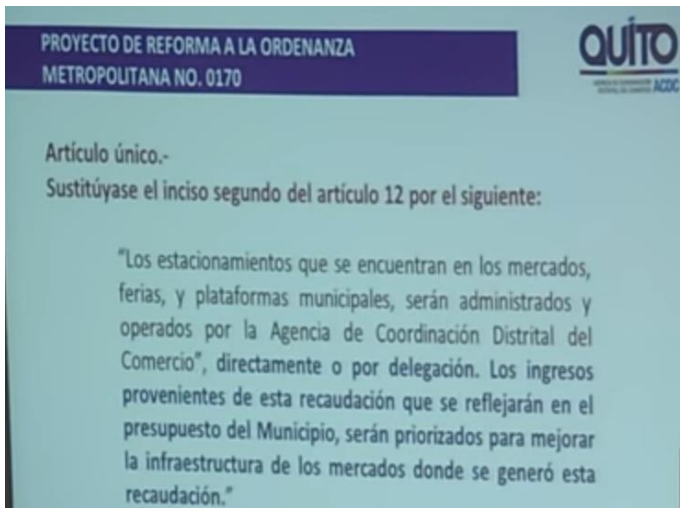 PROYECTO DE REFORMA A LA ORDENANZA
METROPOLITANA NO. 0170
QUITO
ACDC
Artículo único.-
Sustitúyase el inciso segundo del artículo 12 por el siguiente:
“Los estacionamientos que se encuentran en los mercados,
ferias, y plataformas municipales, serán administrados y
operados por la Agencia de Coordinación Distrital del
Comercio”, directamente o por delegación. Los ingresos
provenientes de esta recaudación que se reflejarán en el
presupuesto del Municipio, serán priorizados para mejorar
la infraestructura de los mercados donde se generó esta
recaudación.”